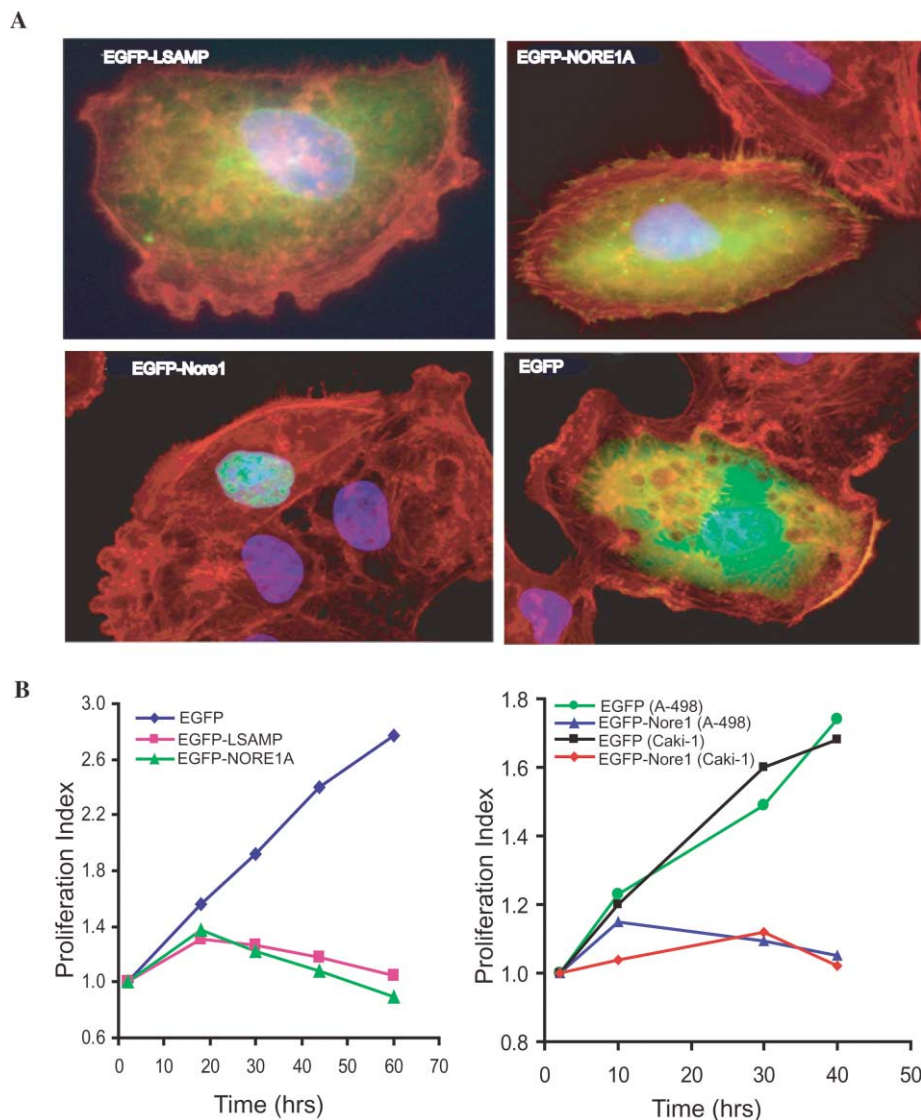 A
EGFP-LSAMP
EGFP-NORE1A
EGFP-Nore1
EGFP
B
3.0
2.6
2.2
1.8
1.4
1.0
0.6
Proliferation Index
EGFP
EGFP-LSAMP
EGFP-NORE1A
0 10 20 30 40 50 60 70
Time (hrs)
1.8
1.6
1.4
1.2
1.0
0.8
Proliferation Index
EGFP (A-498)
EGFP-Nore1 (A-498)
EGFP (Caki-1)
EGFP-Nore1 (Caki-1)
0 10 20 30 40 50
Time (hrs)